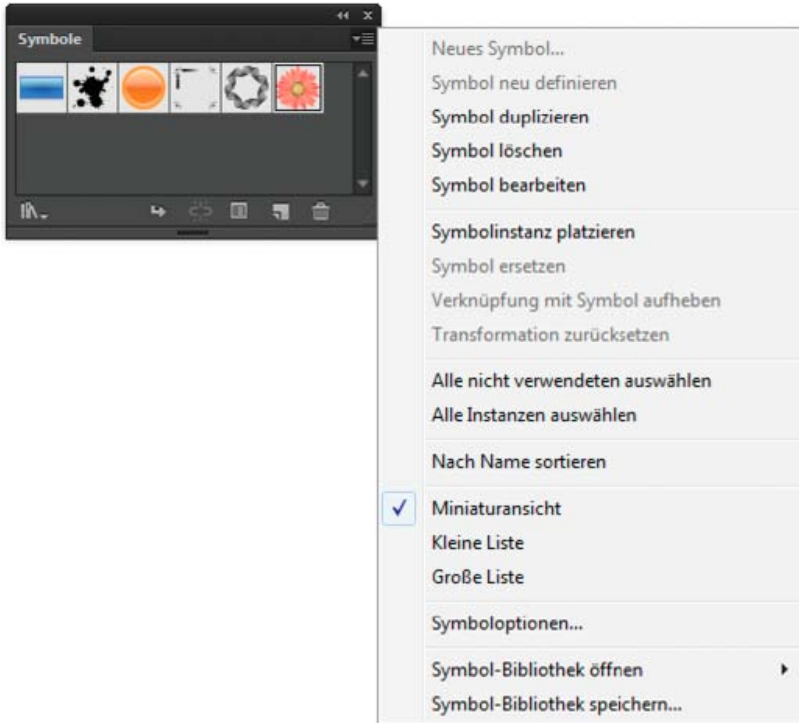 Symbole
Neues Symbol...
Symbol neu definieren
Symbol duplizieren
Symbol löschen
Symbol bearbeiten
Symbolinstanz platzieren
Symbol ersetzen
Verknüpfung mit Symbol aufheben
Transformation zurücksetzen
Alle nicht verwendeten auswählen
Alle Instanzen auswählen
Nach Name sortieren
Miniaturansicht
Kleine Liste
Große Liste
Symboloptionen...
Symbol-Bibliothek öffnen
Symbol-Bibliothek speichern...